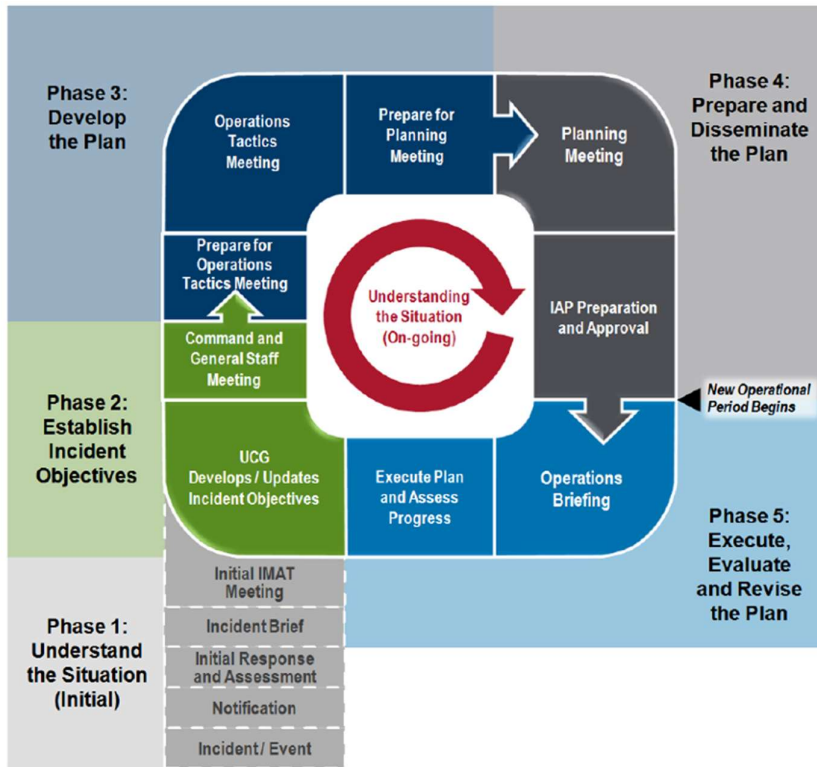 Phase 3:
Develop
the Plan
Operations
Tactics
Meeting
Prepare for
Planning
Meeting
Planning
Meeting
Phase 4:
Prepare and
Disseminate
the Plan
Prepare for
Operations
Tactics Meeting
Understanding
the Situation
(On-going)
IAP Preparation
and Approval
Command and
General Staff
Meeting
New Operational
Period Begins
Phase 2:
Establish
Incident
Objectives
UCG
Develops / Updates
Incident Objectives
Execute Plan
and Assess
Progress
Operations
Briefing
Phase 5:
Execute,
Evaluate
and Revise
the Plan
Phase 1:
Understand
the Situation
(Initial)
Initial IMAT
Meeting
Incident Brief
Initial Response
and Assessment
Notification
Incident / Event